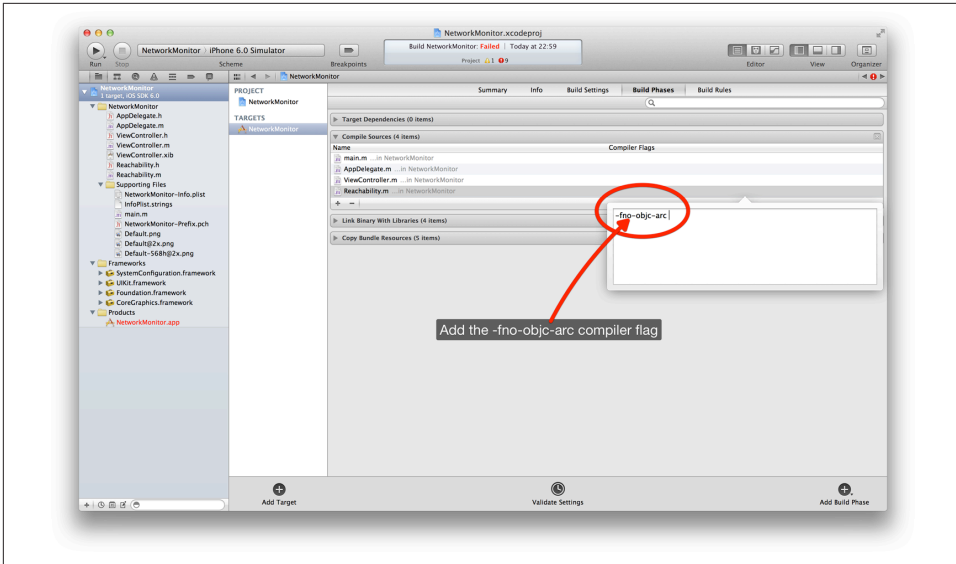 NetworkMonitor.xcodeproj
NetworkMonitor
iPhone 6.0 Simulator
Build NetworkMonitor: Failed | Today at 22:59
Project 1 9
Run Stop Scheme Breakpoints Editor View Organizer
NetworkMonitor
NetworkMonitor
1 target, iOS SDK 6.0
NetworkMonitor
AppDelegate.h
AppDelegate.m
ViewController.h
ViewController.m
ViewController.xib
Reachability.h
Reachability.m
Supporting Files
NetworkMonitor-Info.plist
InfoPlist.strings
main.m
NetworkMonitor-Prefix.pch
Default.png
Default@2x.png
Default-568h@2x.png
Frameworks
SystemConfiguration.framework
UIKit.framework
Foundation.framework
CoreGraphics.framework
Products
NetworkMonitor.app
PROJECT
NetworkMonitor
TARGETS
NetworkMonitor
Summary Info Build Settings Build Phases Build Rules
Target Dependencies (0 items)
Compile Sources (4 items)
Name Compiler Flags
main.m ...in NetworkMonitor
AppDelegate.m ...in NetworkMonitor
ViewController.m ...in NetworkMonitor
Reachability.m ...in NetworkMonitor
-fno-objc-arc
Link Binary With Libraries (4 items)
Copy Bundle Resources (5 items)
Add the -fno-objc-arc compiler flag
Add Target Validate Settings Add Build Phase